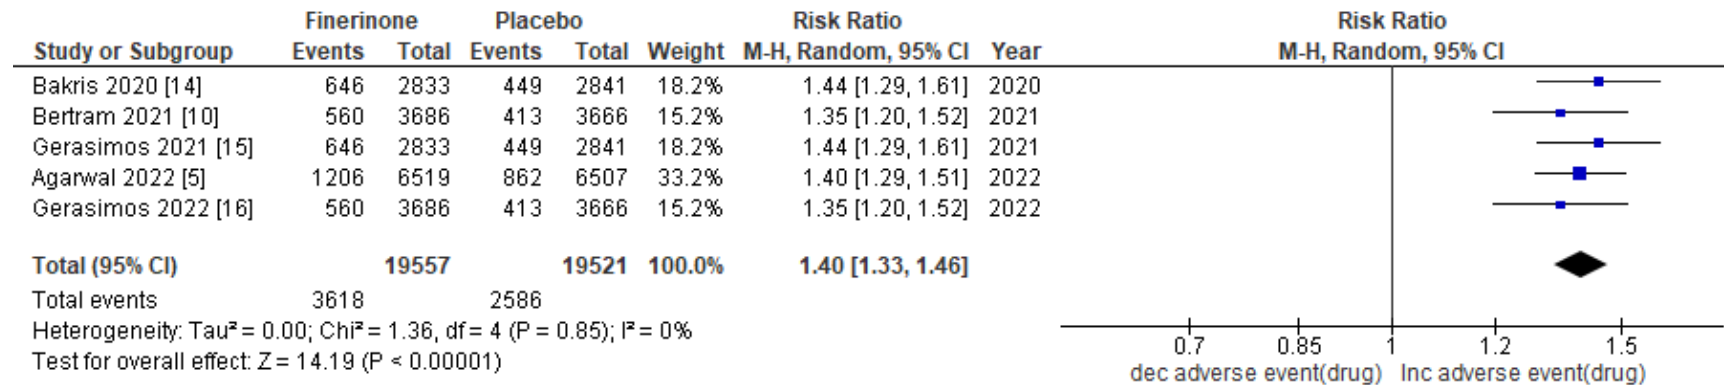 Finerinone Placebo Risk Ratio Risk Ratio
Study or Subgroup Events Total Events Total Weight M-H, Random, 95% CI Year M-H, Random, 95% CI
Bakris 2020 [14] 646 2833 449 2841 18.2% 1.44 [1.29, 1.61] 2020
Bertram 2021 [10] 560 3686 413 3666 15.2% 1.35 [1.20, 1.52] 2021
Gerasimos 2021 [15] 646 2833 449 2841 18.2% 1.44 [1.29, 1.61] 2021
Agarwal 2022 [5] 1206 6519 862 6507 33.2% 1.40 [1.29, 1.51] 2022
Gerasimos 2022 [16] 560 3686 413 3666 15.2% 1.35 [1.20, 1.52] 2022
Total (95% CI) 19557 19521 100.0% 1.40 [1.33, 1.46]
Total events 3618 2586
Heterogeneity: Tau² = 0.00; Chi² = 1.36, df = 4 (P = 0.85); I² = 0%
Test for overall effect: Z = 14.19 (P < 0.00001)
0.7 0.85 1 1.2 1.5
dec adverse event(drug) Inc adverse event(drug)